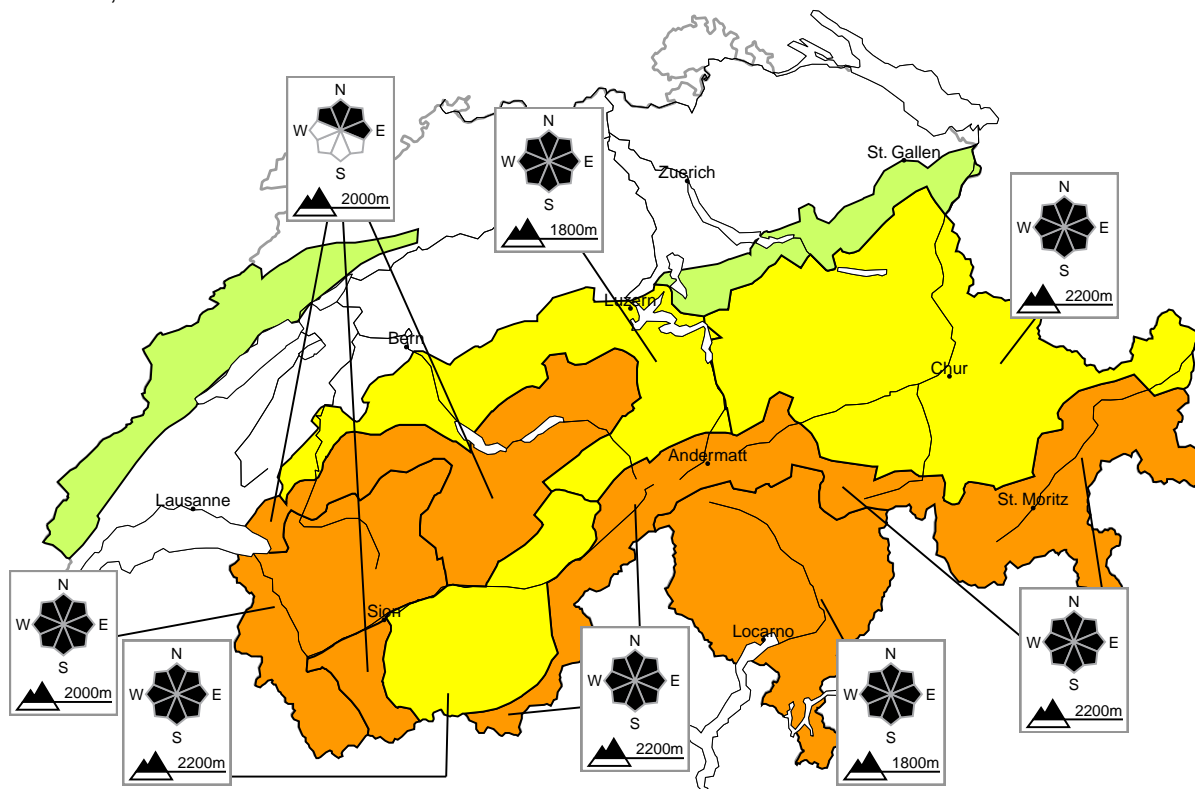 N
W E
S
2000m
N
W E
S
1800m
St. Gallen
Zuerich
N
W E
S
2200m
Luzern
Bern
Chur
Andermatt
Lausanne
St. Moritz
N
W E
S
2000m
Sion
Locarno
N
W E
S
2200m
N
W E
S
2200m
N
W E
S
1800m
N
W E
S
2200m